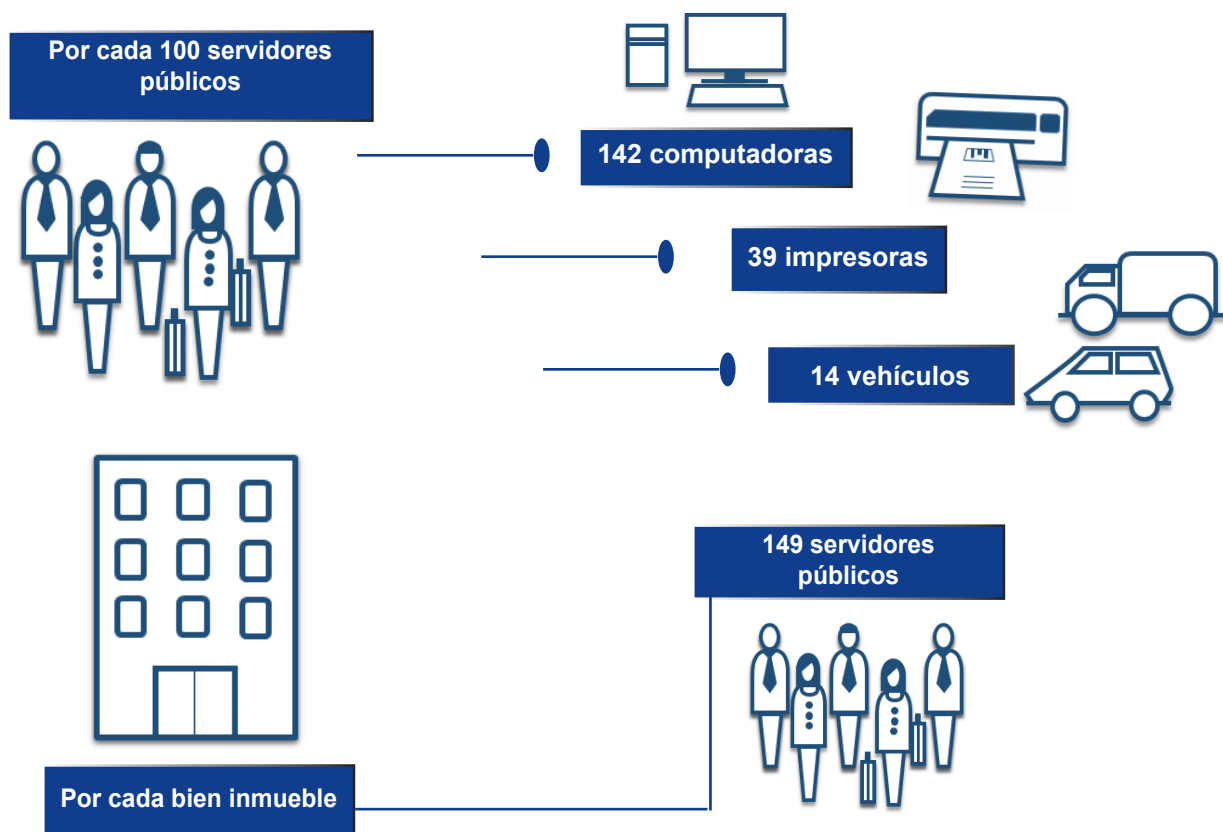 Por cada 100 servidores
públicos
142 computadoras
39 impresoras
14 vehículos
149 servidores
públicos
Por cada bien inmueble